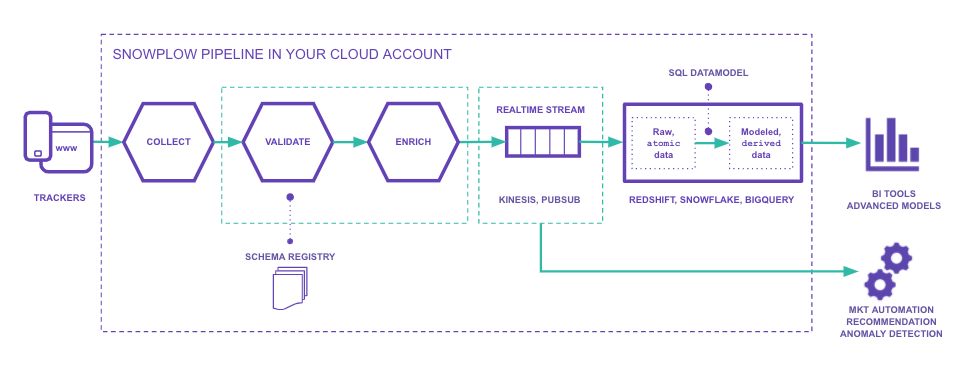 SNOWPLOW PIPELINE IN YOUR CLOUD ACCOUNT
SQL DATAMODEL
REALTIME STREAM
www
COLLECT
VALIDATE
ENRICH
Raw,
atomic
data
Modeled,
derived
data
TRACKERS
KINESIS, PUBSUB
REDSHIFT, SNOWFLAKE, BIGQUERY
BI TOOLS
ADVANCED MODELS
SCHEMA REGISTRY
MKT AUTOMATION
RECOMMENDATION
ANOMALY DETECTION